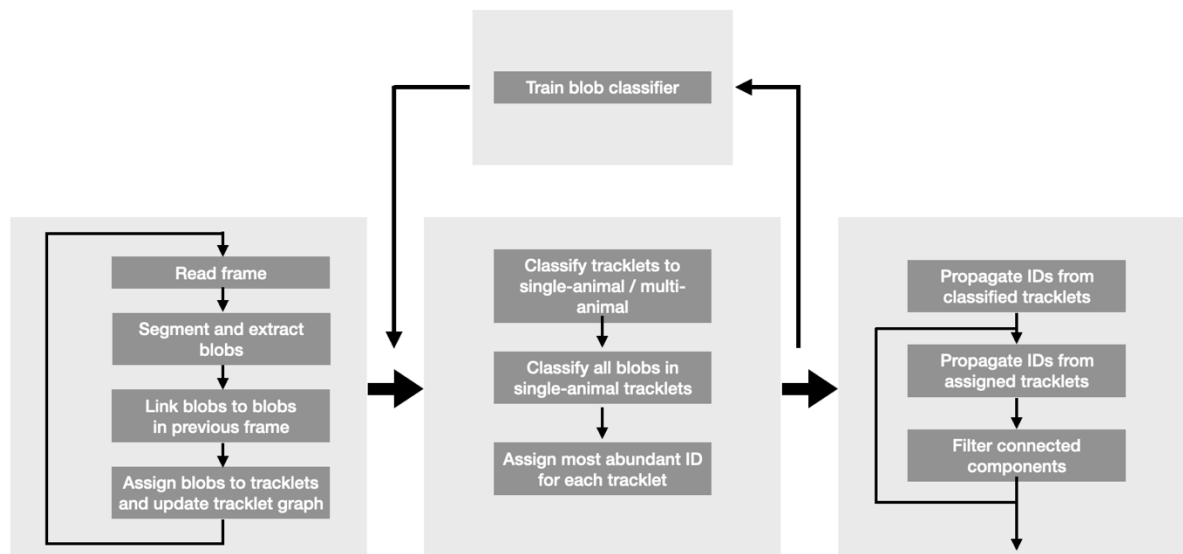 Train blob classifier
Read frame
Segment and extract
blobs
Link blobs to blobs
in previous frame
Assign blobs to tracklets
and update tracklet graph
Classify tracklets to
single-animal / multi-
animal
Classify all blobs in
single-animal tracklets
Assign most abundant ID
for each tracklet
Propagate IDs from
classified tracklets
Propagate IDs from
assigned tracklets
Filter connected
components